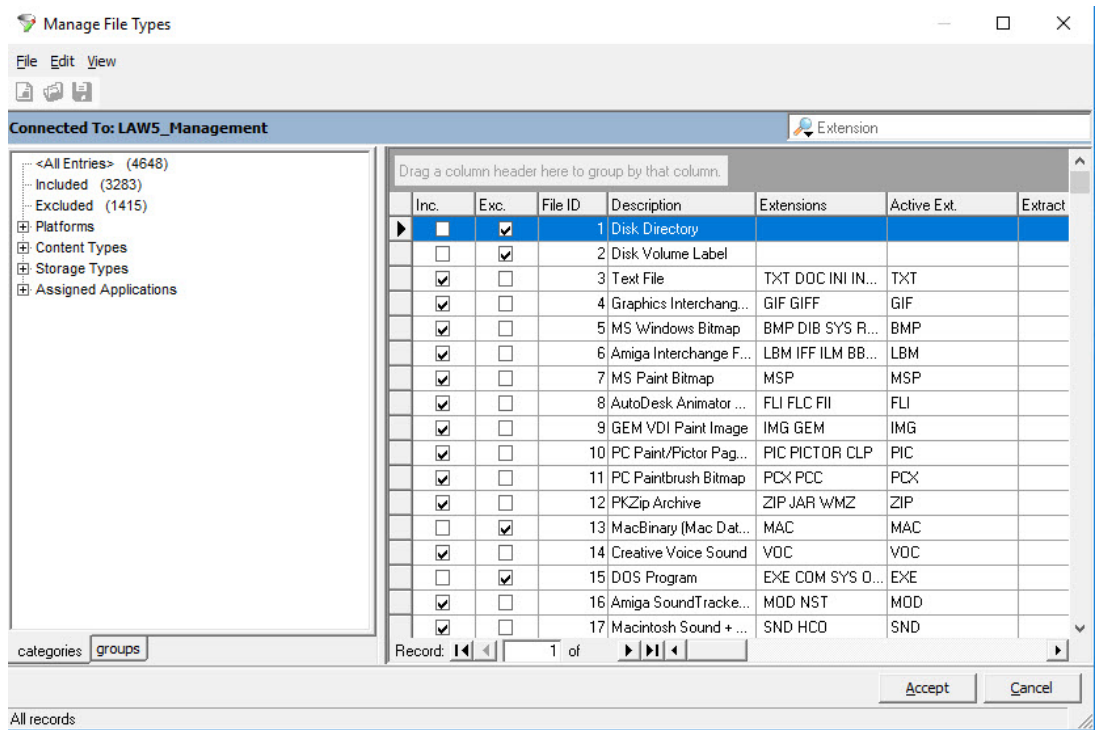 Manage File Types
File Edit View
Connected To: LAW5_Management
Extension
<All Entries> (4648)
Included (3283)
Excluded (1415)
Platforms
Content Types
Storage Types
Assigned Applications
categories groups
Drag a column header here to group by that column.
Inc. Exc. File ID Description Extensions Active Ext. Extract
1 Disk Directory
2 Disk Volume Label
3 Text File TXT DOC INI IN... TXT
4 Graphics Interchang... GIF GIFF GIF
5 MS Windows Bitmap BMP DIB SYS R... BMP
6 Amiga Interchange F... LBM IFF ILM BB... LBM
7 MS Paint Bitmap MSP MSP
8 AutoDesk Animator ... FLI FLC FII FLI
9 GEM VDI Paint Image IMG GEM IMG
10 PC Paint/Pictor Pag... PIC PICTOR CLP PIC
11 PC Paintbrush Bitmap PCX PCC PCX
12 PKZip Archive ZIP JAR WMZ ZIP
13 MacBinary (Mac Dat... MAC MAC
14 Creative Voice Sound VOC VOC
15 DOS Program EXE COM SYS O... EXE
16 Amiga SoundTracke... MOD NST MOD
17 Macintosh Sound + ... SND HCO SND
Record: 1 of
Accept Cancel
All records